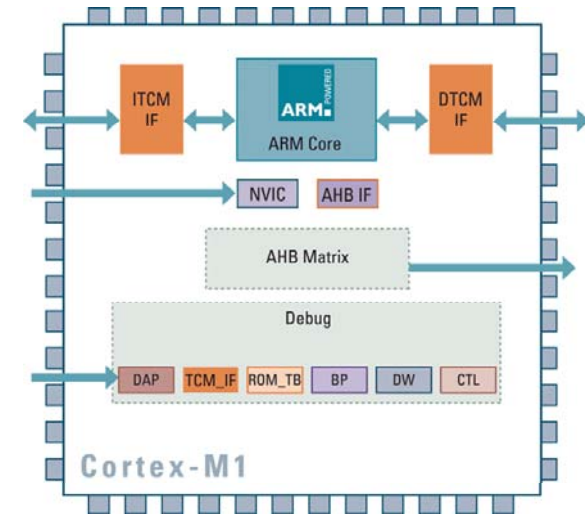 ITCM
IF
ARM
POWERED
ARM Core
DTCM
IF
NVIC
AHB IF
AHB Matrix
Debug
DAP
TCM_IF
ROM_TB
BP
DW
CTL
Cortex-M1